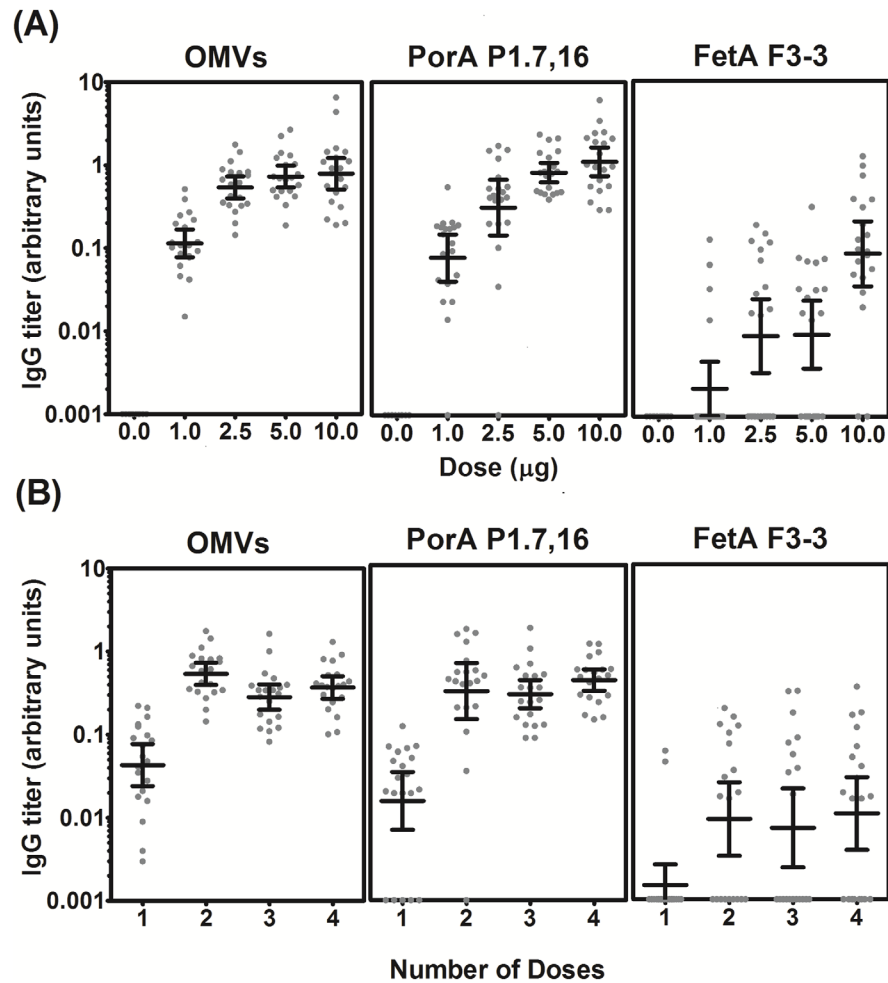 (A)
OMVs PorA P1.7,16 FetA F3-3
IgG titer (arbitrary units)
10
1
0.1
0.01
0.001
0.0 1.0 2.5 5.0 10.0 0.0 1.0 2.5 5.0 10.0 0.0 1.0 2.5 5.0 10.0
Dose (μg)
(B)
OMVs PorA P1.7,16 FetA F3-3
IgG titer (arbitrary units)
10
1
0.1
0.01
0.001
1 2 3 4 1 2 3 4 1 2 3 4
Number of Doses